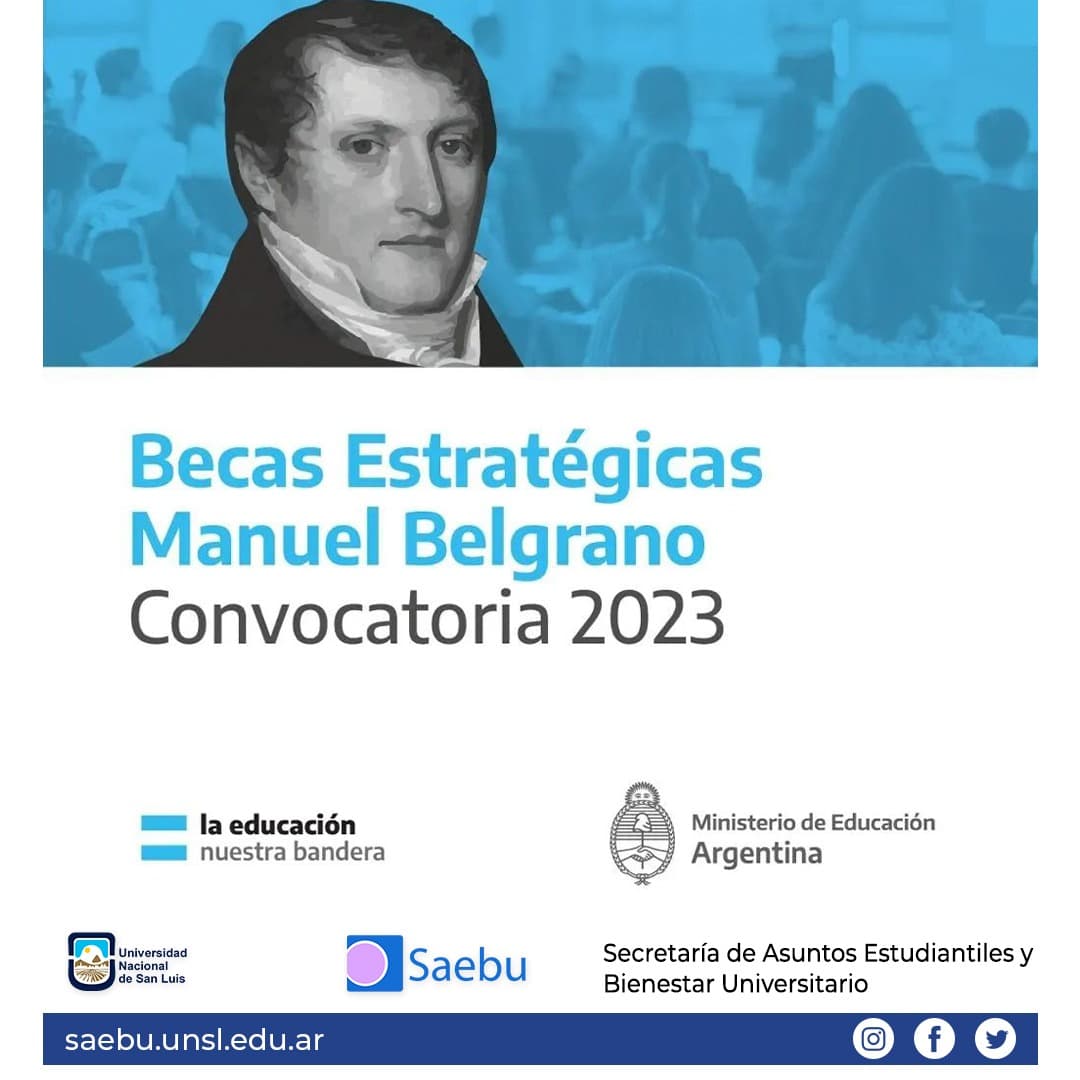 Becas Estratégicas
Manuel Belgrano
Convocatoria 2023
la educación
nuestra bandera
Ministerio de Educación
Argentina
Universidad
Nacional
de San Luis
Saebu
Secretaría de Asuntos Estudiantiles y
Bienestar Universitario
saebu.unsl.edu.ar